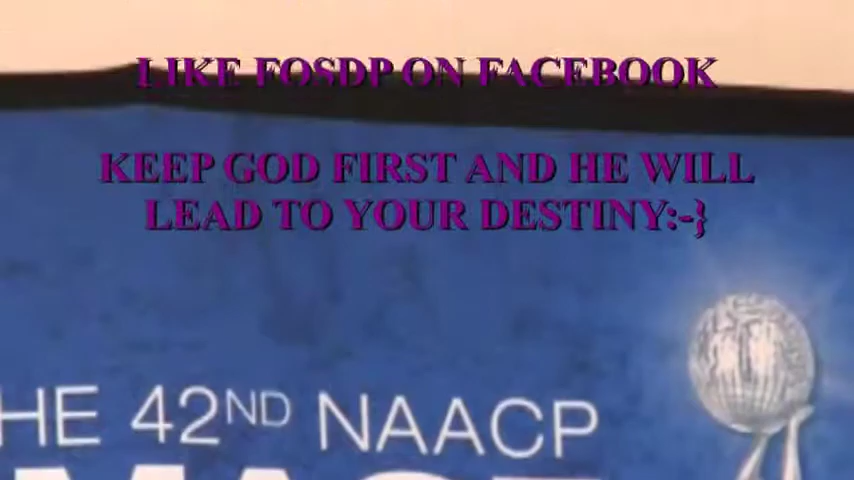 LIKE FOSDP ON FACEBOOK
KEEP GOD FIRST AND HE WILL
LEAD TO YOUR DESTINY:-}
HE 42ND NAACP